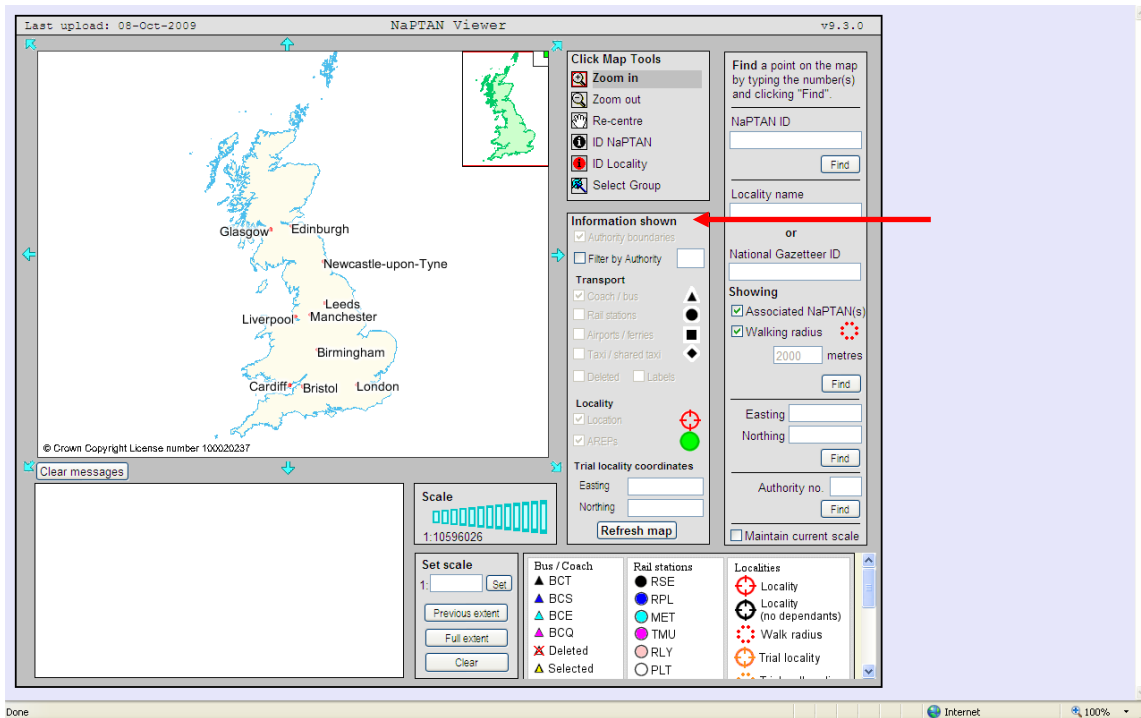 Last upload: 08-Oct-2009 NaPTAN Viewer v9.3.0
Glasgow Edinburgh
Newcastle-upon-Tyne
Leeds
Liverpool Manchester
Birmingham
Cardiff Bristol London
© Crown Copyright License number 100020237
Click Map Tools
Zoom in
Zoom out
Re-centre
ID NaPTAN
ID Locality
Select Group
Information shown
Authority boundaries
Filter by Authority
Transport
Coach / bus
Rail stations
Airports / ferries
Taxi / shared taxi
Deleted Labels
Locality
Location
AREPs
Trial locality coordinates
Easting
Northing
Refresh map
Find a point on the map
by typing the number(s)
and clicking "Find".
NaPTAN ID
Find
Locality name
or
National Gazetteer ID
Showing
Associated NaPTAN(s)
Walking radius
2000 metres
Find
Easting
Northing
Find
Authority no.
Find
Maintain current scale
Clear messages
Scale
1:10596026
Set scale
1: Set
Previous extent
Full extent
Clear
Bus / Coach
BCT
BCS
BCE
BCQ
Deleted
Selected
Rail stations
RSE
RPL
MET
TMU
RLY
PLT
Localities
Locality
Locality
(no dependants)
Walk radius
Trial locality
Done Internet 100%